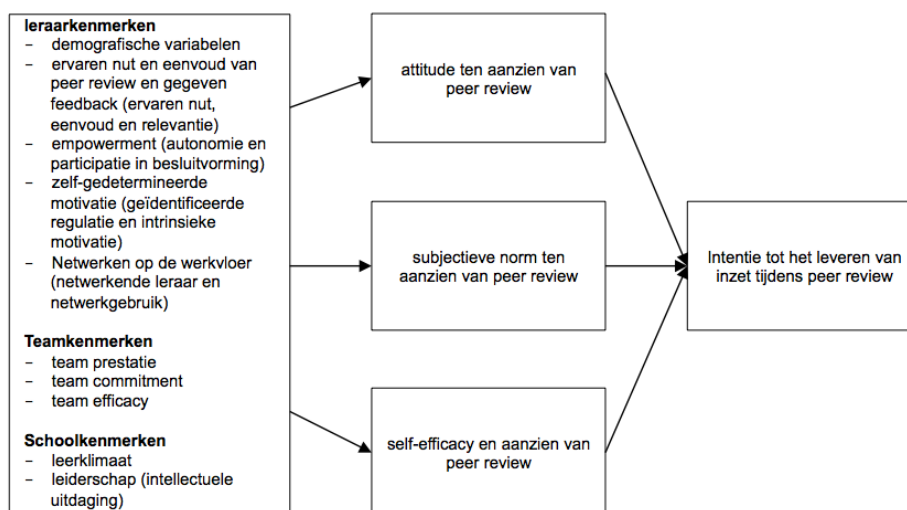 leraarkenmerken
– demografische variabelen
– ervaren nut en eenvoud van
peer review en gegeven
feedback (ervaren nut,
eenvoud en relevantie)
– empowerment (autonomie en
participatie in besluitvorming)
– zelf-gedetermineerde
motivatie (geïdentificeerde
regulatie en intrinsieke
motivatie)
– Netwerken op de werkvloer
(netwerkende leraar en
netwerkgebruik)
Teamkenmerken
– team prestatie
– team commitment
– team efficacy
Schoolkenmerken
– leerklimaat
– leiderschap (intellectuele
uitdaging)
attitude ten aanzien van
peer review
subjectieve norm ten
aanzien van peer review
self-efficacy en aanzien van
peer review
Intentie tot het leveren van
inzet tijdens peer review